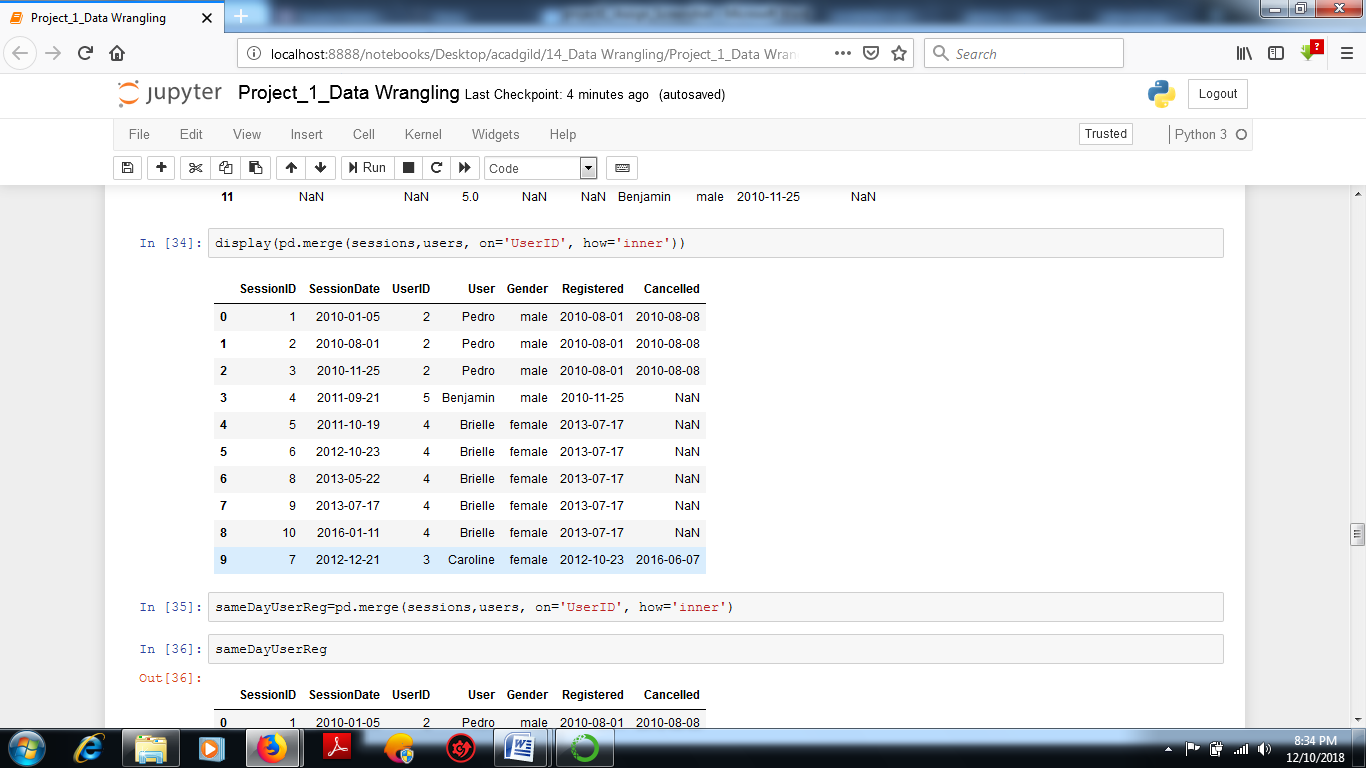 Project_1_Data Wrangling
localhost:8888/notebooks/Desktop/acadgild/14_Data Wrangling/Project_1_Data Wran
Search
jupyter Project_1_Data Wrangling Last Checkpoint: 4 minutes ago (autosaved)
Logout
File Edit View Insert Cell Kernel Widgets Help
Trusted
Python 3
Run
Code
11 NaN NaN 5.0 NaN NaN Benjamin male 2010-11-25 NaN
In [34]: display(pd.merge(sessions,users, on='UserID', how='inner'))
SessionID SessionDate UserID User Gender Registered Cancelled
0 1 2010-01-05 2 Pedro male 2010-08-01 2010-08-08
1 2 2010-08-01 2 Pedro male 2010-08-01 2010-08-08
2 3 2010-11-25 2 Pedro male 2010-08-01 2010-08-08
3 4 2011-09-21 5 Benjamin male 2010-11-25 NaN
4 5 2011-10-19 4 Brielle female 2013-07-17 NaN
5 6 2012-10-23 4 Brielle female 2013-07-17 NaN
6 8 2013-05-22 4 Brielle female 2013-07-17 NaN
7 9 2013-07-17 4 Brielle female 2013-07-17 NaN
8 10 2016-01-11 4 Brielle female 2013-07-17 NaN
9 7 2012-12-21 3 Caroline female 2012-10-23 2016-06-07
In [35]: sameDayUserReg=pd.merge(sessions,users, on='UserID', how='inner')
In [36]: sameDayUserReg
Out[36]:
SessionID SessionDate UserID User Gender Registered Cancelled
0 1 2010-01-05 2 Pedro male 2010-08-01 2010-08-08
8:34 PM
12/10/2018